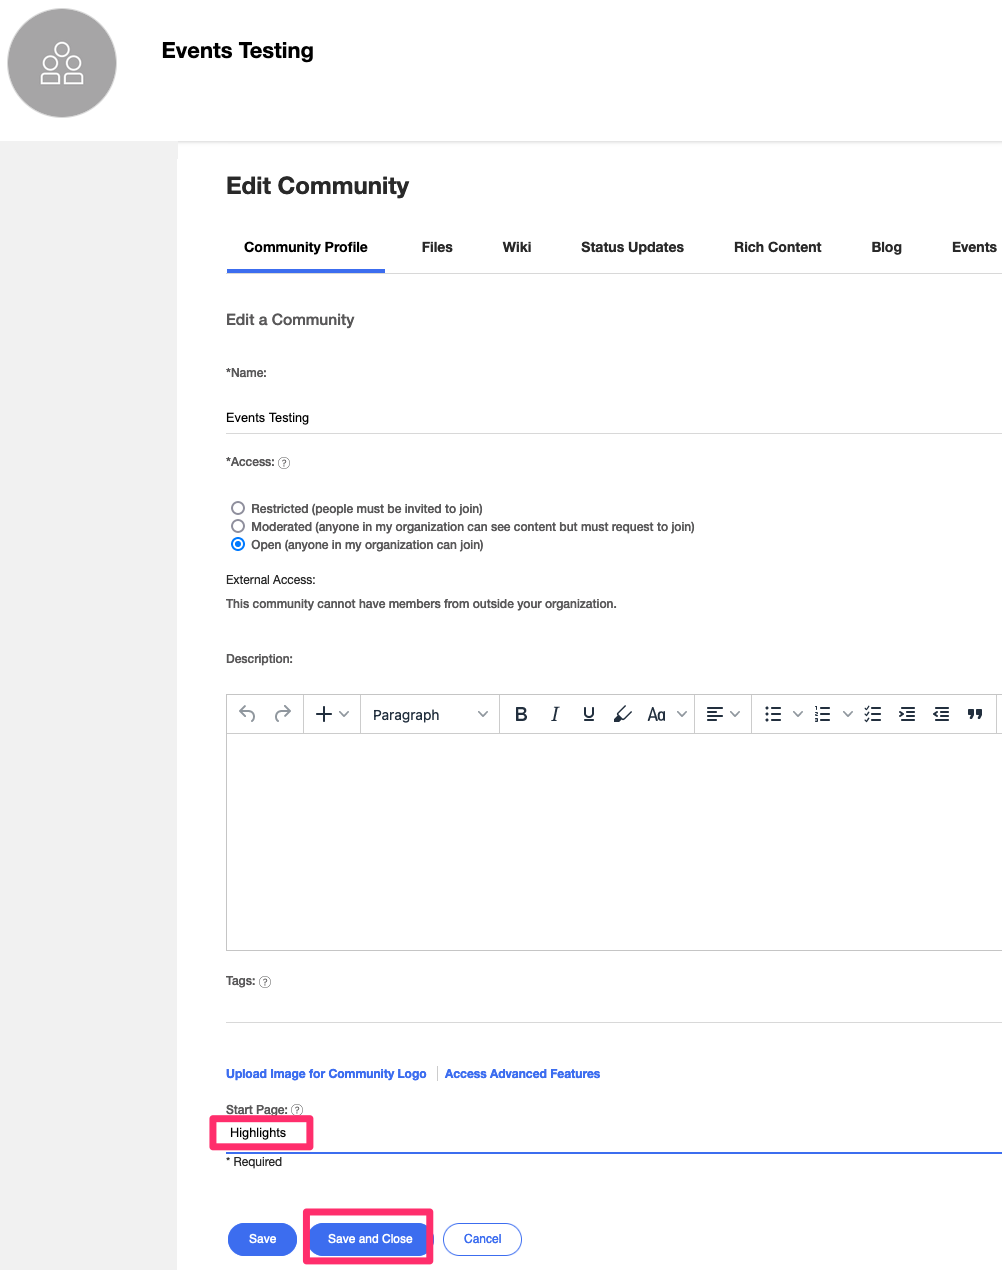 Events Testing
Edit Community
Community Profile Files Wiki Status Updates Rich Content Blog Events
Edit a Community
*Name:
Events Testing
*Access: ?
Restricted (people must be invited to join)
Moderated (anyone in my organization can see content but must request to join)
Open (anyone in my organization can join)
External Access:
This community cannot have members from outside your organization.
Description:
Paragraph B I U Aa
Tags: ?
Upload Image for Community Logo Access Advanced Features
Start Page: ?
Highlights
* Required
Save Save and Close Cancel